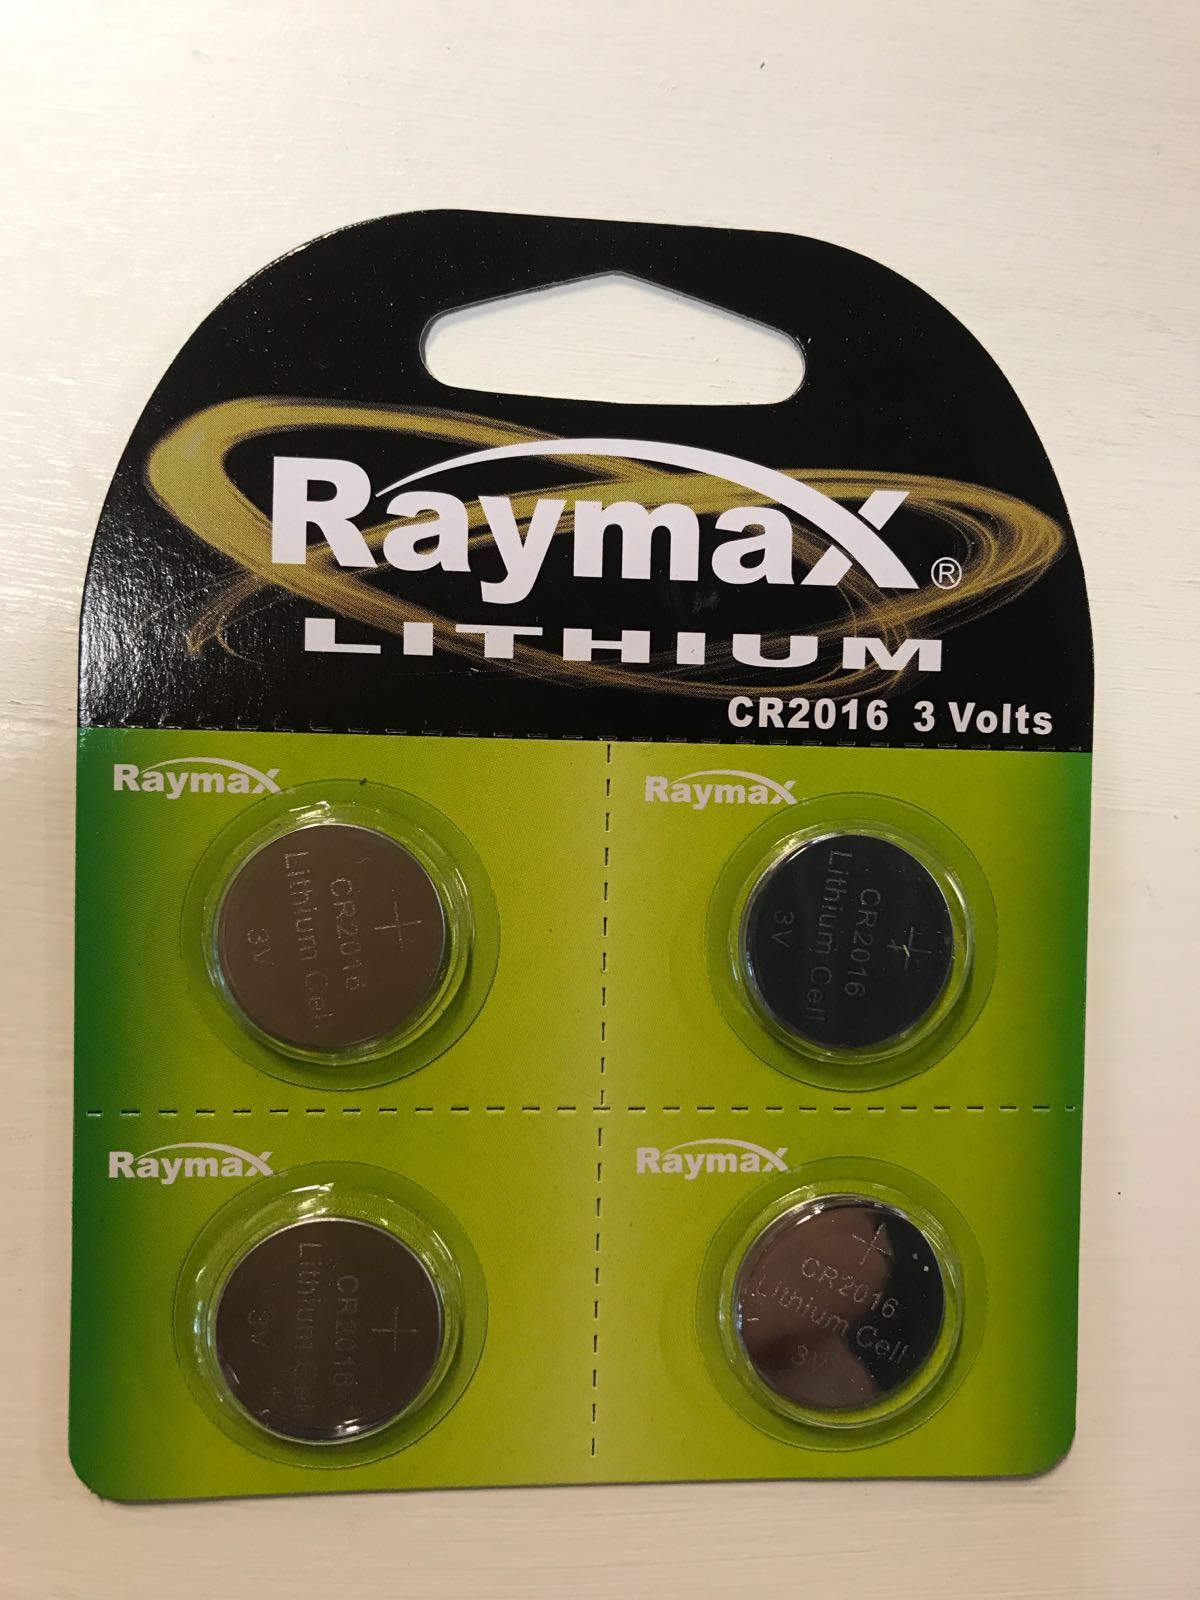 Raymax®
LITHIUM
CR2016 3 Volts
Raymax
+
CR2016
Lithium Cell
3V
Raymax
+
CR2016
Lithium Cell
3V
Raymax
+
CR2016
Lithium Cell
3V
Raymax
+
CR2016
Lithium Cell
3V